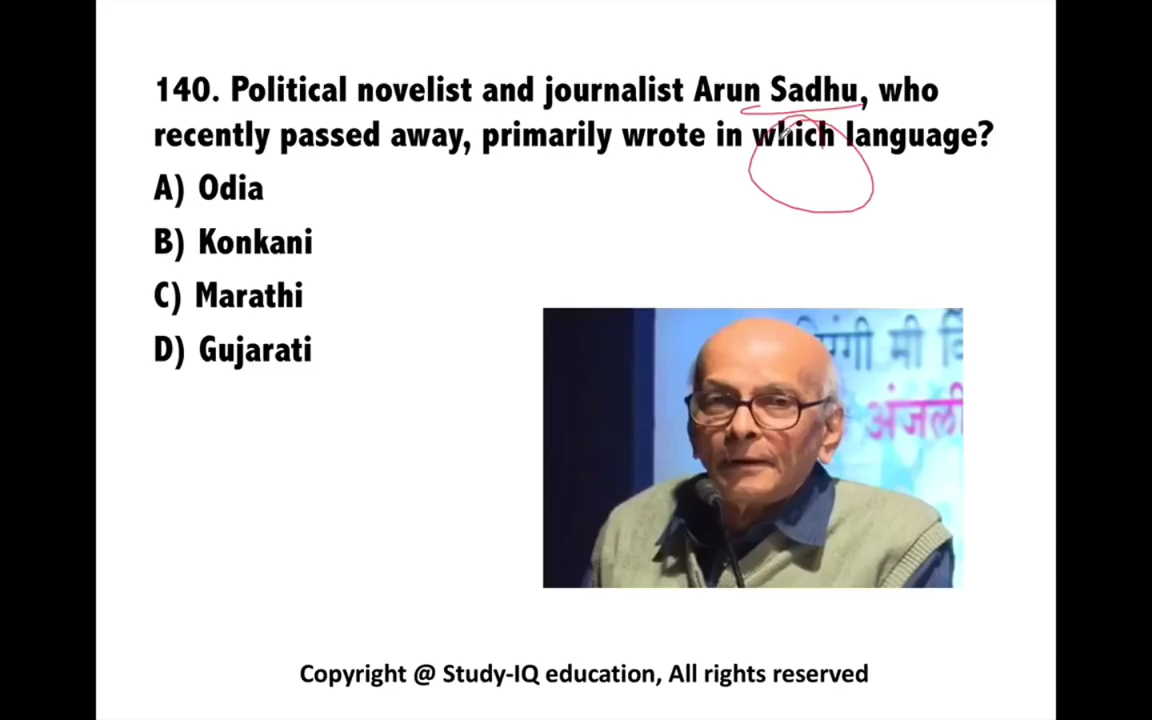 140. Political novelist and journalist Arun Sadhu, who
recently passed away, primarily wrote in which language?
A) Odia
B) Konkani
C) Marathi
D) Gujarati
मी
अंजली
Copyright @ Study-IQ education, All rights reserved